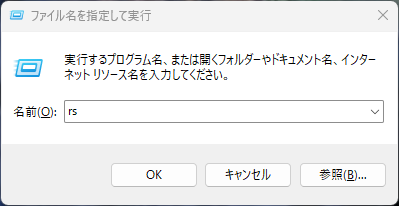 ファイル名を指定して実行
実行するプログラム名、または開くフォルダーやドキュメント名、インター
ネット リソース名を入力してください。
名前(O): rs
OK キャンセル 参照(B)...